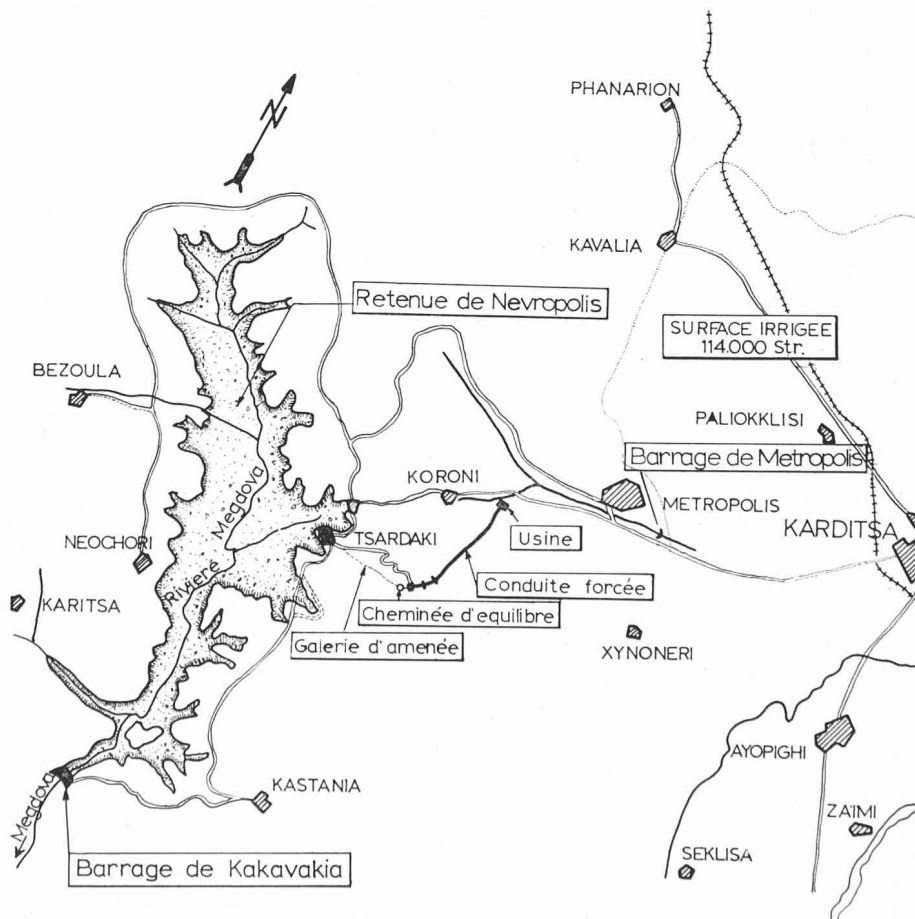 PHANARION
N
KAVALIA
Retenue de Nevropolis
SURFACE IRRIGEE
114.000 Str.
BEZOULA
PALIOKKLISI
Barrage de Metropolis
KORONI
METROPOLIS
KARDITSA
Megdova
Rivieré
TSARDAKI
Usine
NEOCHORI
Conduite forcée
KARITSA
Cheminée d'equilibre
Galerie d'amenée
XYNONERI
AYOPIGHI
KASTANIA
Megdova
ZAÏMI
Barrage de Kakavakia
SEKLISA